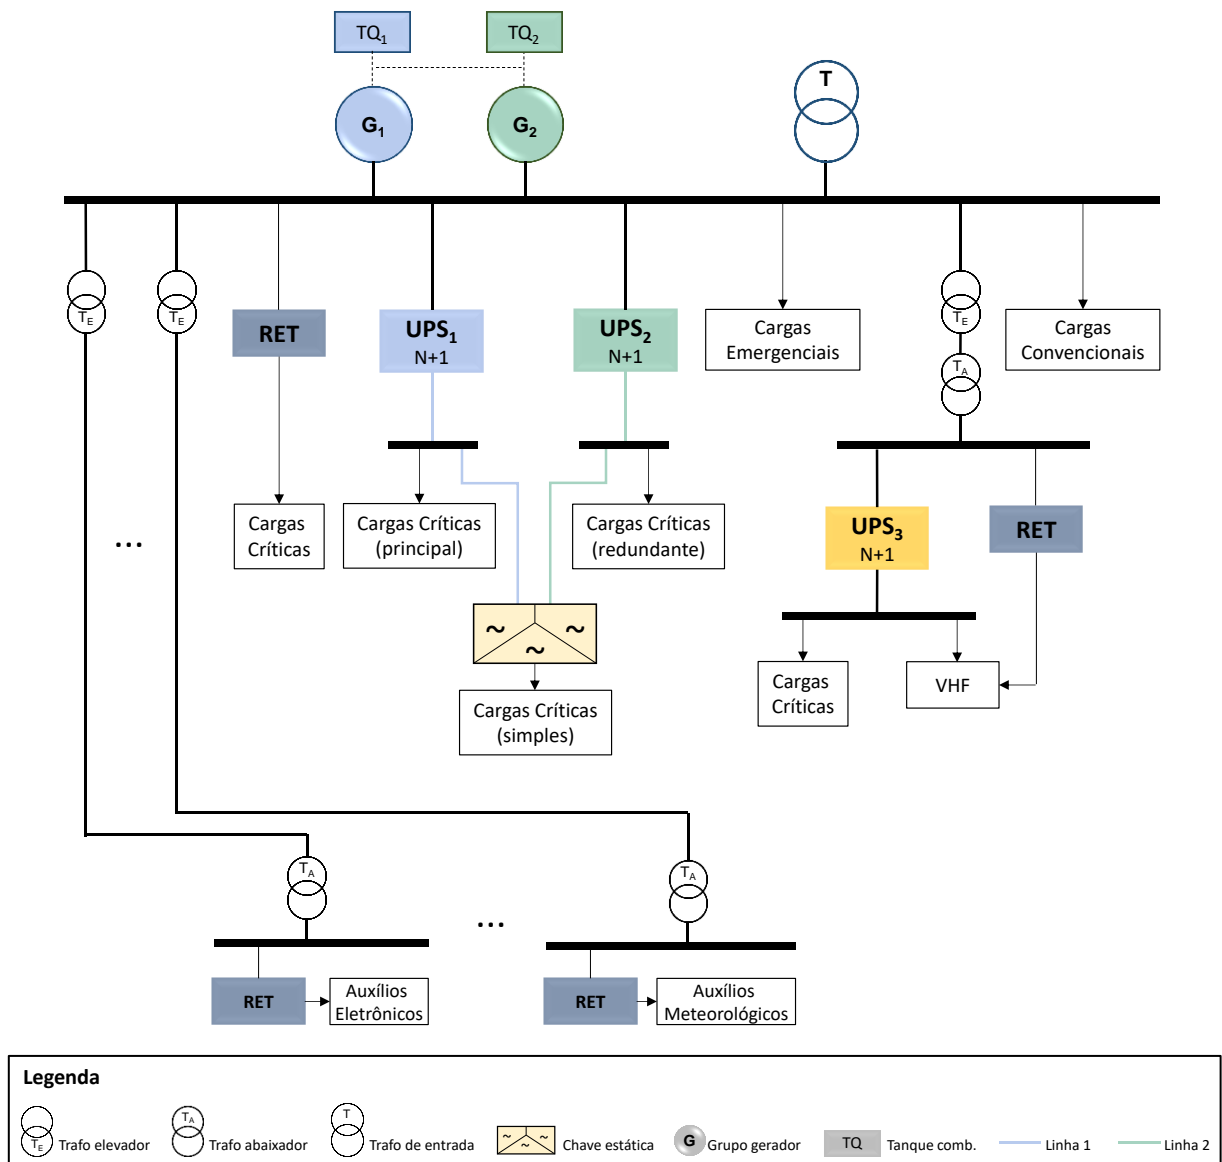 TQ1
TQ2
G1
G2
T
TE
TE
RET
UPS1
N+1
UPS2
N+1
Cargas
Emergenciais
TE
TA
Cargas
Convencionais
...
Cargas
Críticas
Cargas Críticas
(principal)
Cargas Críticas
(redundante)
UPS3
N+1
RET
~ ~
~
Cargas Críticas
(simples)
Cargas
Críticas
VHF
TA
TA
...
RET
Auxílios
Eletrônicos
RET
Auxílios
Meteorológicos
Legenda
TE Trafo elevador
TA Trafo abaixador
T Trafo de entrada
~ ~ ~ Chave estática
G Grupo gerador
TQ Tanque comb.
Linha 1
Linha 2